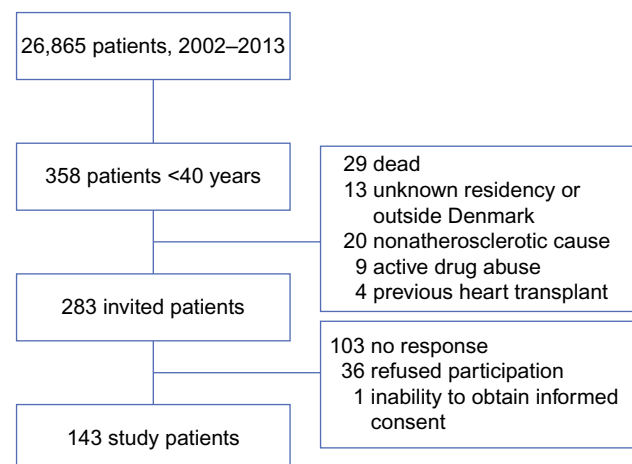 26,865 patients, 2002–2013
358 patients <40 years
29 dead
13 unknown residency or
outside Denmark
20 nonatherosclerotic cause
9 active drug abuse
4 previous heart transplant
283 invited patients
103 no response
36 refused participation
1 inability to obtain informed
consent
143 study patients